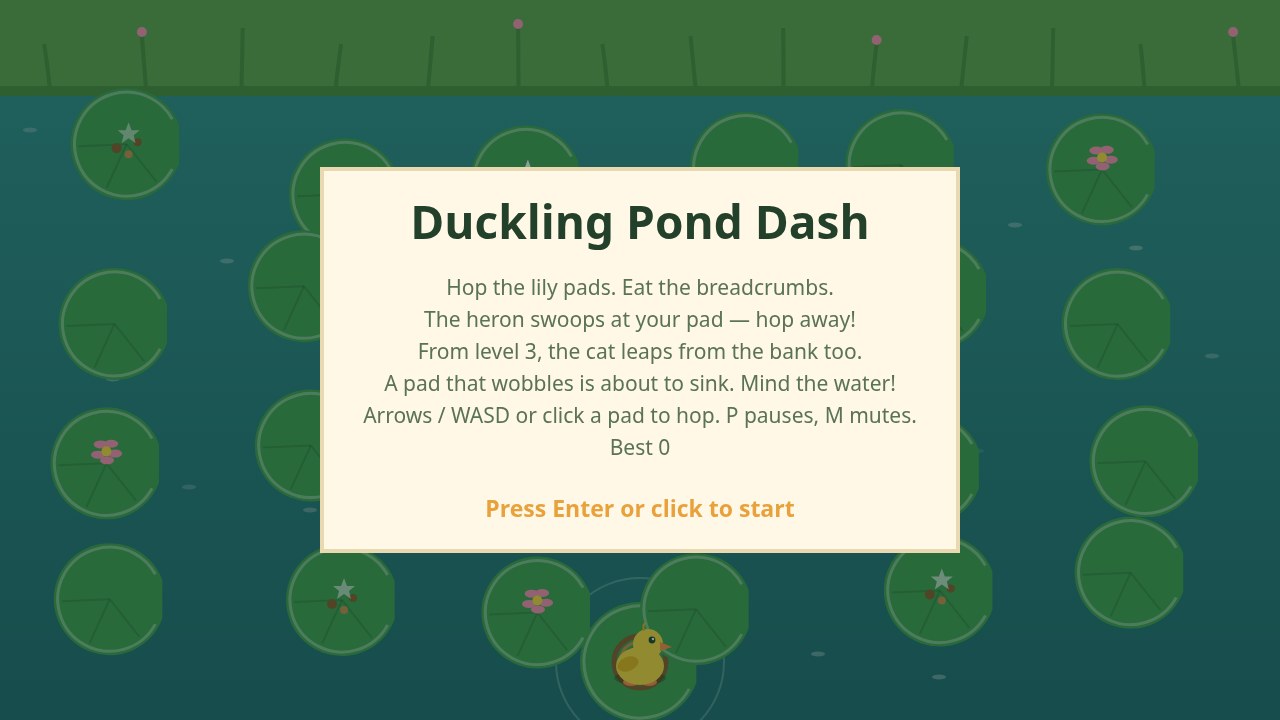 Duckling Pond Dash
Hop the lily pads. Eat the breadcrumbs.
The heron swoops at your pad — hop away!
From level 3, the cat leaps from the bank too.
A pad that wobbles is about to sink. Mind the water!
Arrows / WASD or click a pad to hop. P pauses, M mutes.
Best 0
Press Enter or click to start